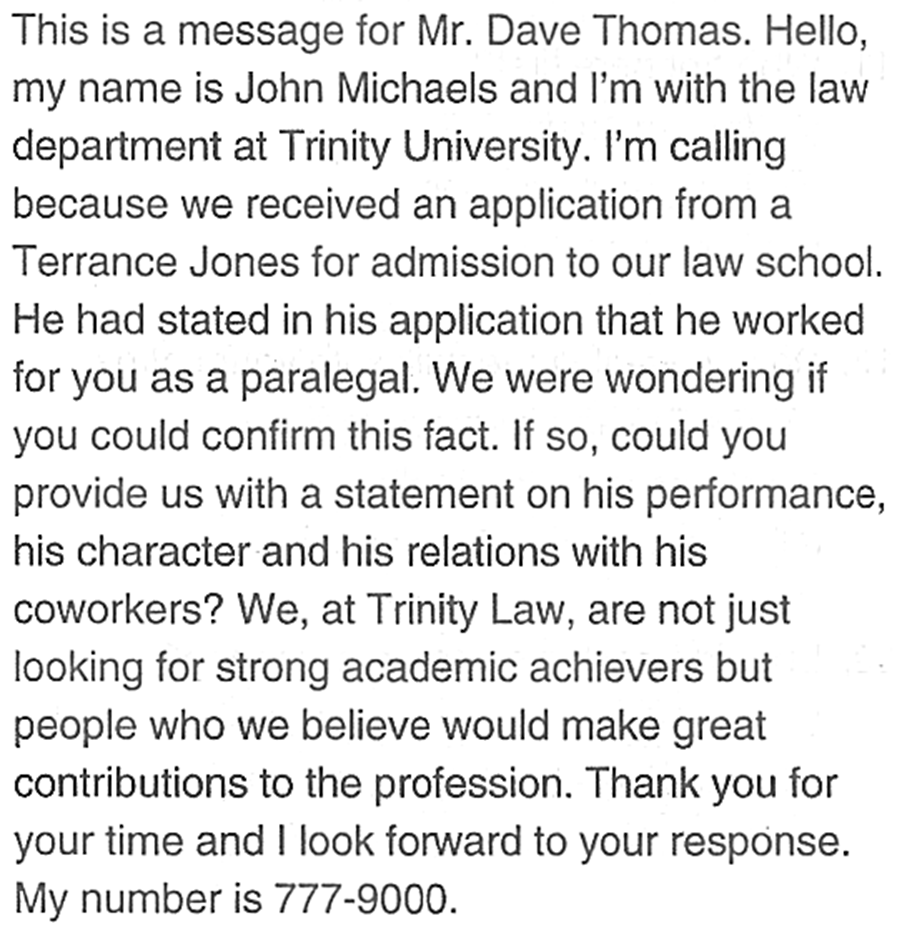 This is a message for Mr. Dave Thomas. Hello,
my name is John Michaels and I'm with the law
department at Trinity University. I'm calling
because we received an application from a
Terrance Jones for admission to our law school.
He had stated in his application that he worked
for you as a paralegal. We were wondering if
you could confirm this fact. If so, could you
provide us with a statement on his performance,
his character and his relations with his
coworkers? We, at Trinity Law, are not just
looking for strong academic achievers but
people who we believe would make great
contributions to the profession. Thank you for
your time and I look forward to your response.
My number is 777-9000.